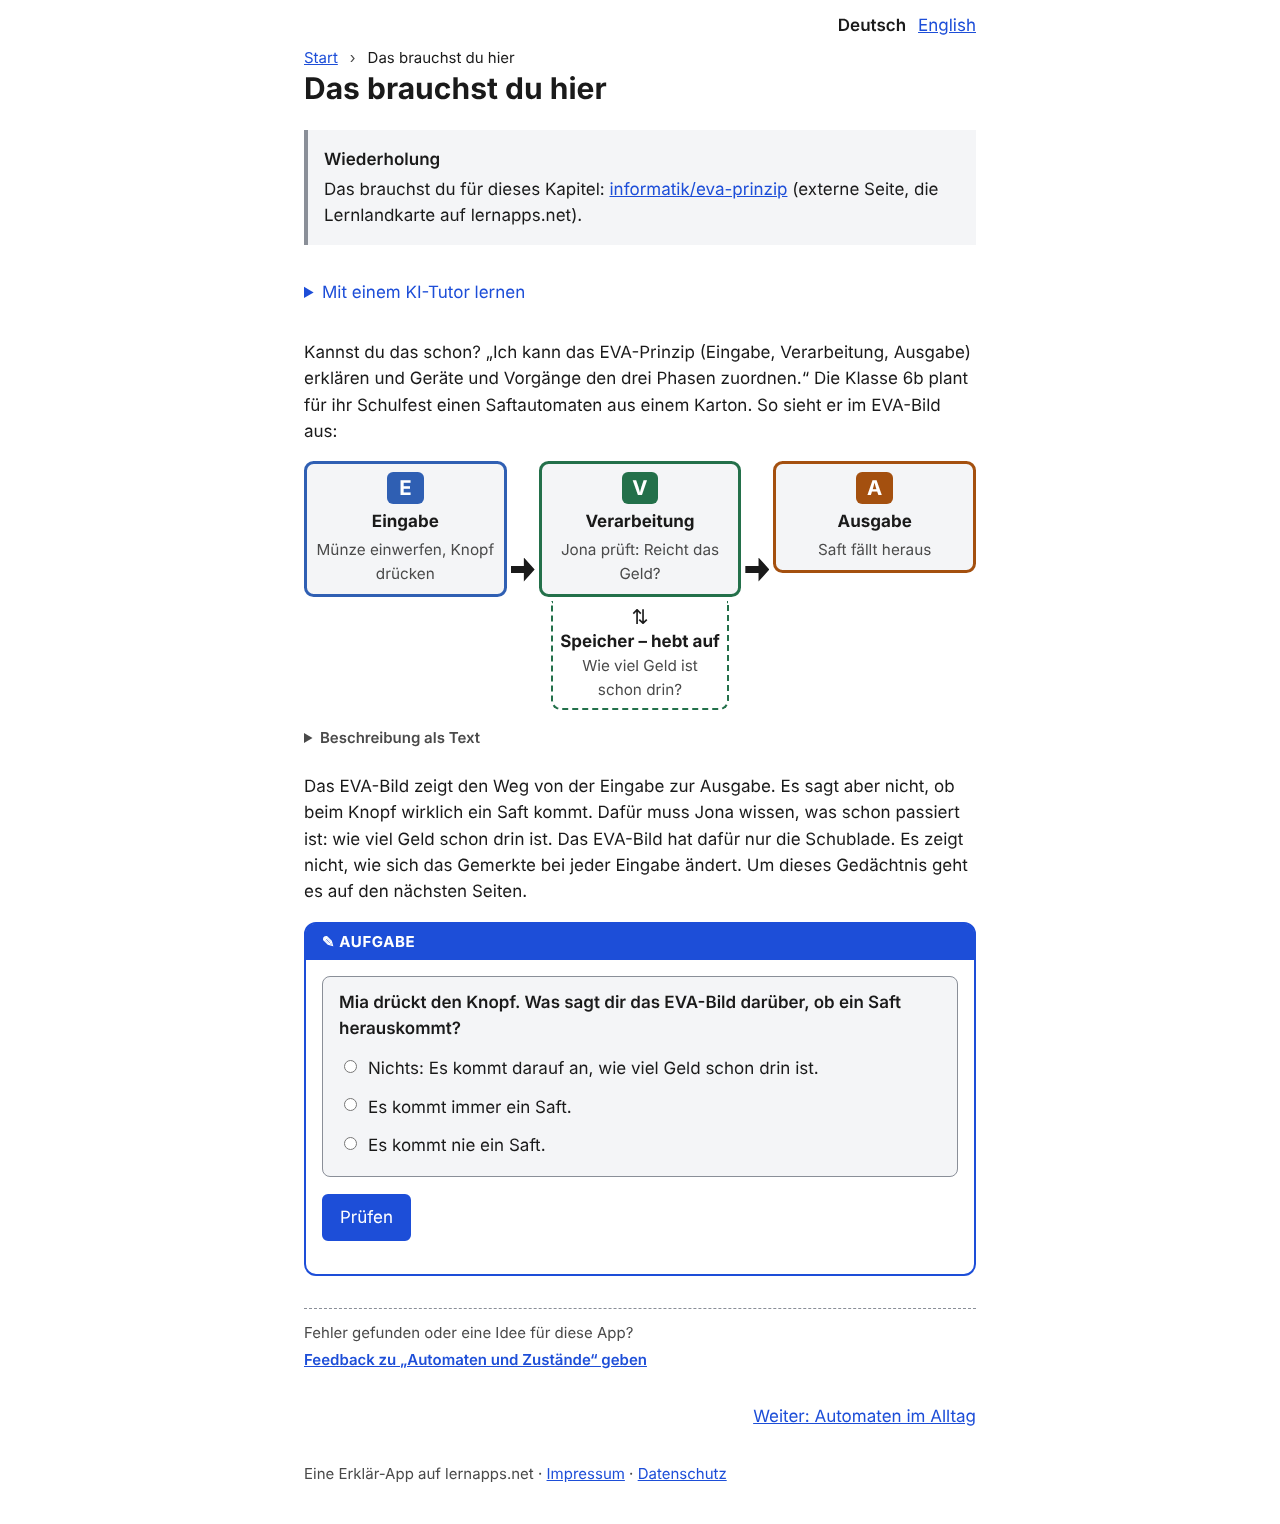 Deutsch English
Start › Das brauchst du hier
Das brauchst du hier
Wiederholung
Das brauchst du für dieses Kapitel: informatik/eva-prinzip (externe Seite, die
Lernlandkarte auf lernapps.net).
▶ Mit einem KI-Tutor lernen
Kannst du das schon? „Ich kann das EVA-Prinzip (Eingabe, Verarbeitung, Ausgabe)
erklären und Geräte und Vorgänge den drei Phasen zuordnen.“ Die Klasse 6b plant
für ihr Schulfest einen Saftautomaten aus einem Karton. So sieht er im EVA-Bild
aus:
E
Eingabe
Münze einwerfen, Knopf
drücken
➡
V
Verarbeitung
Jona prüft: Reicht das
Geld?
➡
A
Ausgabe
Saft fällt heraus
⇅
Speicher – hebt auf
Wie viel Geld ist
schon drin?
▶ Beschreibung als Text
Das EVA-Bild zeigt den Weg von der Eingabe zur Ausgabe. Es sagt aber nicht, ob
beim Knopf wirklich ein Saft kommt. Dafür muss Jona wissen, was schon passiert
ist: wie viel Geld schon drin ist. Das EVA-Bild hat dafür nur die Schublade. Es zeigt
nicht, wie sich das Gemerkte bei jeder Eingabe ändert. Um dieses Gedächtnis geht
es auf den nächsten Seiten.
✎ AUFGABE
Mia drückt den Knopf. Was sagt dir das EVA-Bild darüber, ob ein Saft
herauskommt?
Nichts: Es kommt darauf an, wie viel Geld schon drin ist.
Es kommt immer ein Saft.
Es kommt nie ein Saft.
Prüfen
Fehler gefunden oder eine Idee für diese App?
Feedback zu „Automaten und Zustände“ geben
Weiter: Automaten im Alltag
Eine Erklär-App auf lernapps.net · Impressum · Datenschutz